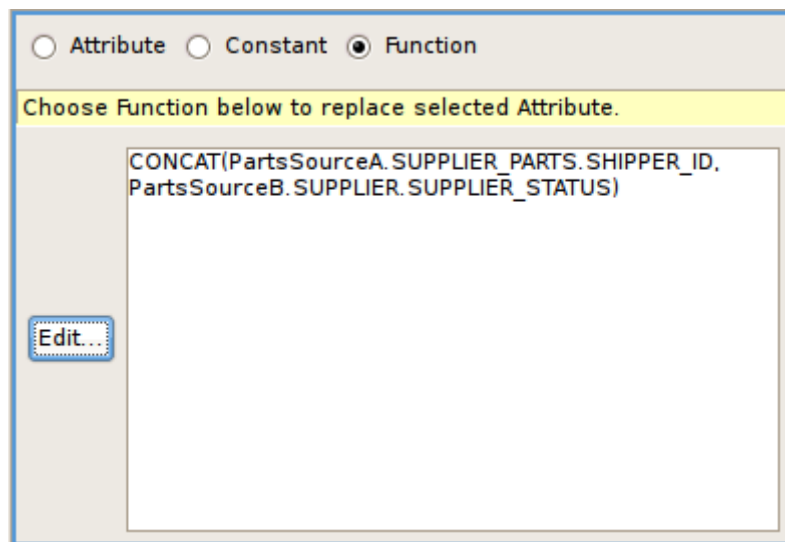 Attribute Constant Function
Choose Function below to replace selected Attribute.
CONCAT(PartsSourceA.SUPPLIER_PARTS.SHIPPER_ID,
PartsSourceB.SUPPLIER.SUPPLIER_STATUS)
Edit...